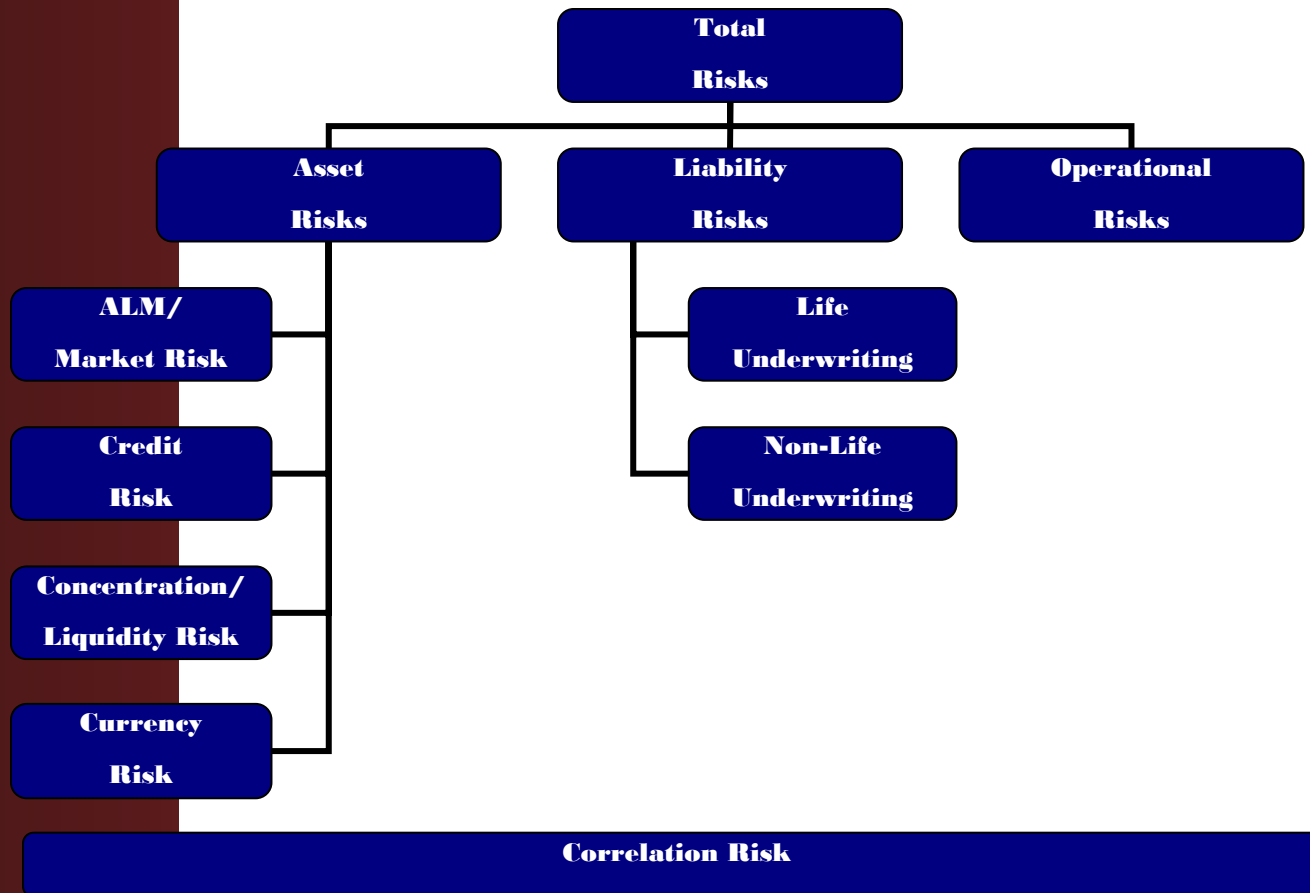 Total
Risks
Asset
Risks
Liability
Risks
Operational
Risks
ALM/
Market Risk
Life
Underwriting
Credit
Risk
Non-Life
Underwriting
Concentration/
Liquidity Risk
Currency
Risk
Correlation Risk